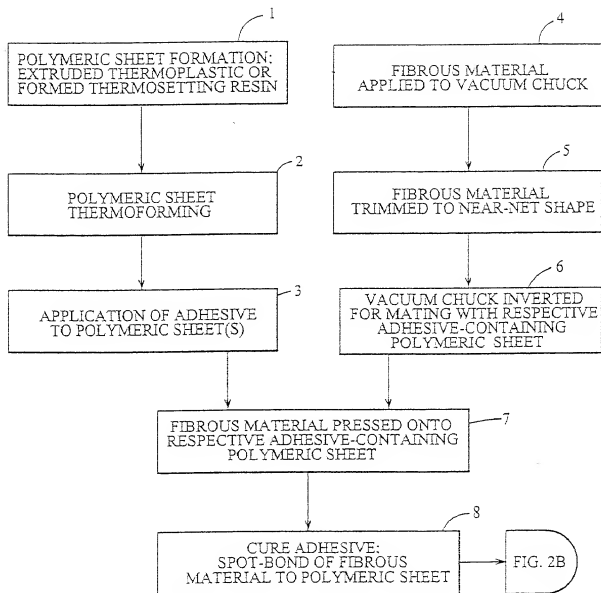 1
POLYMERIC SHEET FORMATION:
EXTRUDED THERMOPLASTIC OR
FORMED THERMOSETTING RESIN
4
FIBROUS MATERIAL
APPLIED TO VACUUM CHUCK
2
POLYMERIC SHEET
THERMOFORMING
5
FIBROUS MATERIAL
TRIMMED TO NEAR-NET SHAPE
3
APPLICATION OF ADHESIVE
TO POLYMERIC SHEET(S)
6
VACUUM CHUCK INVERTED
FOR MATING WITH RESPECTIVE
ADHESIVE-CONTAINING
POLYMERIC SHEET
7
FIBROUS MATERIAL PRESSED ONTO
RESPECTIVE ADHESIVE-CONTAINING
POLYMERIC SHEET
8
CURE ADHESIVE:
SPOT-BOND OF FIBROUS
MATERIAL TO POLYMERIC SHEET
FIG. 2B